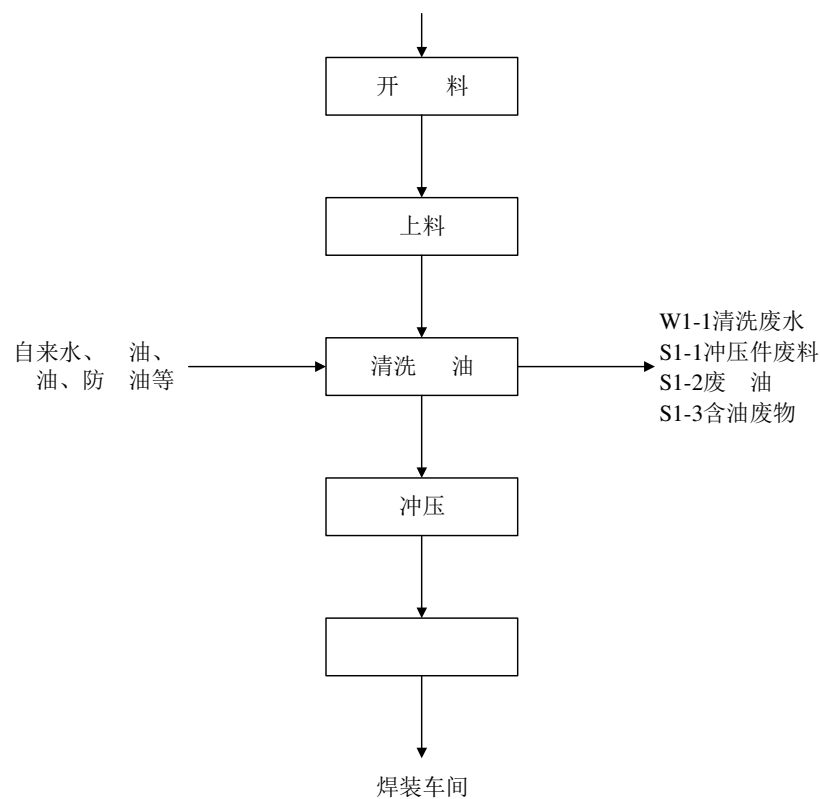 开　　料
上料
自来水、　油、
油、防　油等
清洗　油
W1-1清洗废水
S1-1冲压件废料
S1-2废　油
S1-3含油废物
冲压
焊装车间